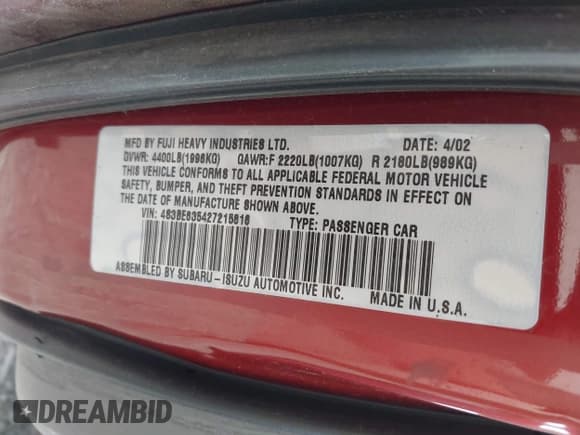 MFD BY FUJI HEAVY INDUSTRIES LTD. DATE: 4/02
GVWR: 4400LB(1996KG) GAWR:F 2220LB(1007KG) R 2180LB(989KG)
THIS VEHICLE CONFORMS TO ALL APPLICABLE FEDERAL MOTOR VEHICLE
SAFETY, BUMPER, AND THEFT PREVENTION STANDARDS IN EFFECT ON
THE DATE OF MANUFACTURE SHOWN ABOVE.
VIN: 4S3BE635427215616 TYPE: PASSENGER CAR
ASSEMBLED BY SUBARU-ISUZU AUTOMOTIVE INC. MADE IN U.S.A.
DREAMBID